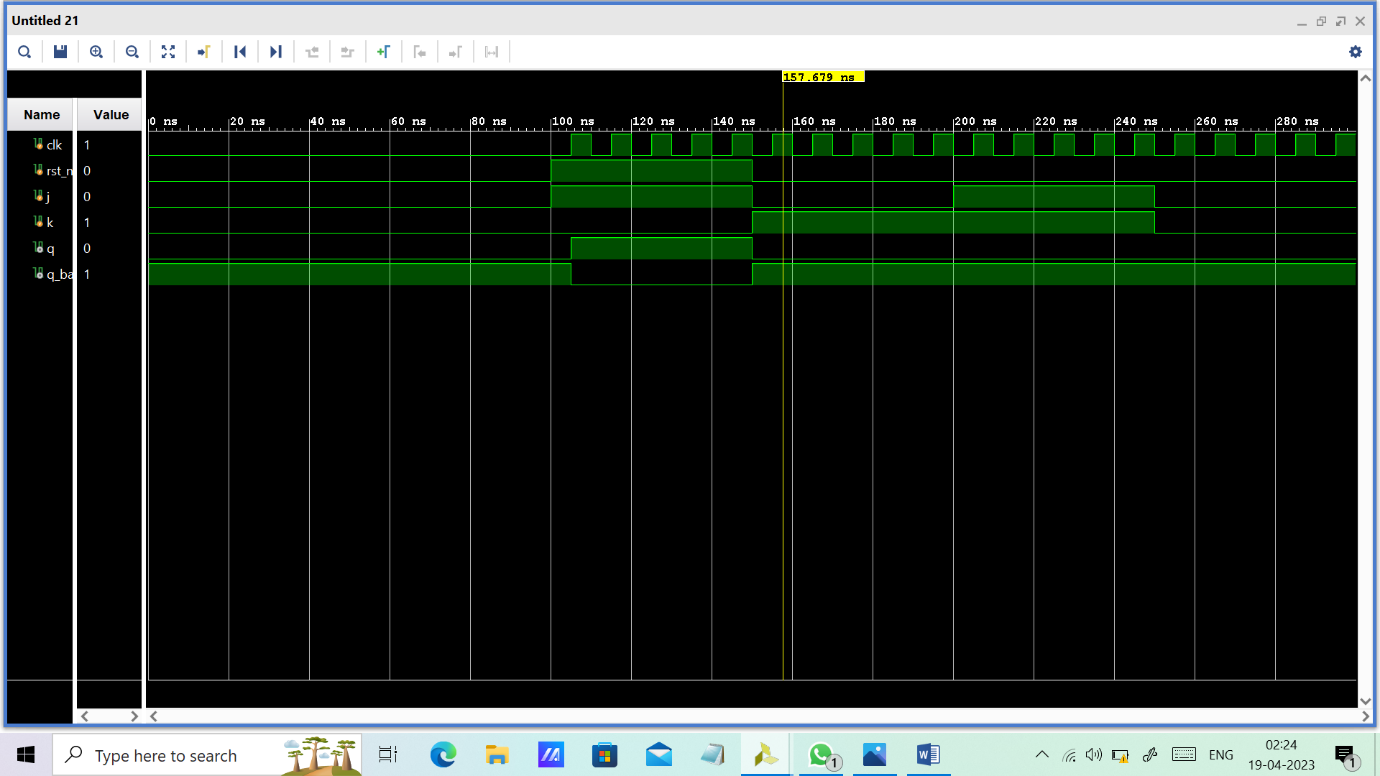 Untitled 21
157.679 ns
Name Value
0 ns 20 ns 40 ns 60 ns 80 ns 100 ns 120 ns 140 ns 160 ns 180 ns 200 ns 220 ns 240 ns 260 ns 280 ns
clk 1
rst_n 0
j 0
k 1
q 0
q_ba 1
Type here to search
1
ENG
02:24
19-04-2023
1